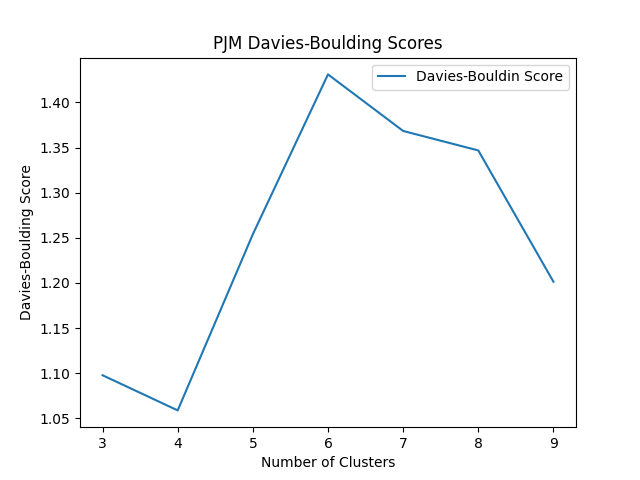 PJM Davies-Boulding Scores
Davies-Bouldin Score
1.40
1.35
1.30
1.25
1.20
1.15
1.10
1.05
Davies-Boulding Score
3 4 5 6 7 8 9
Number of Clusters